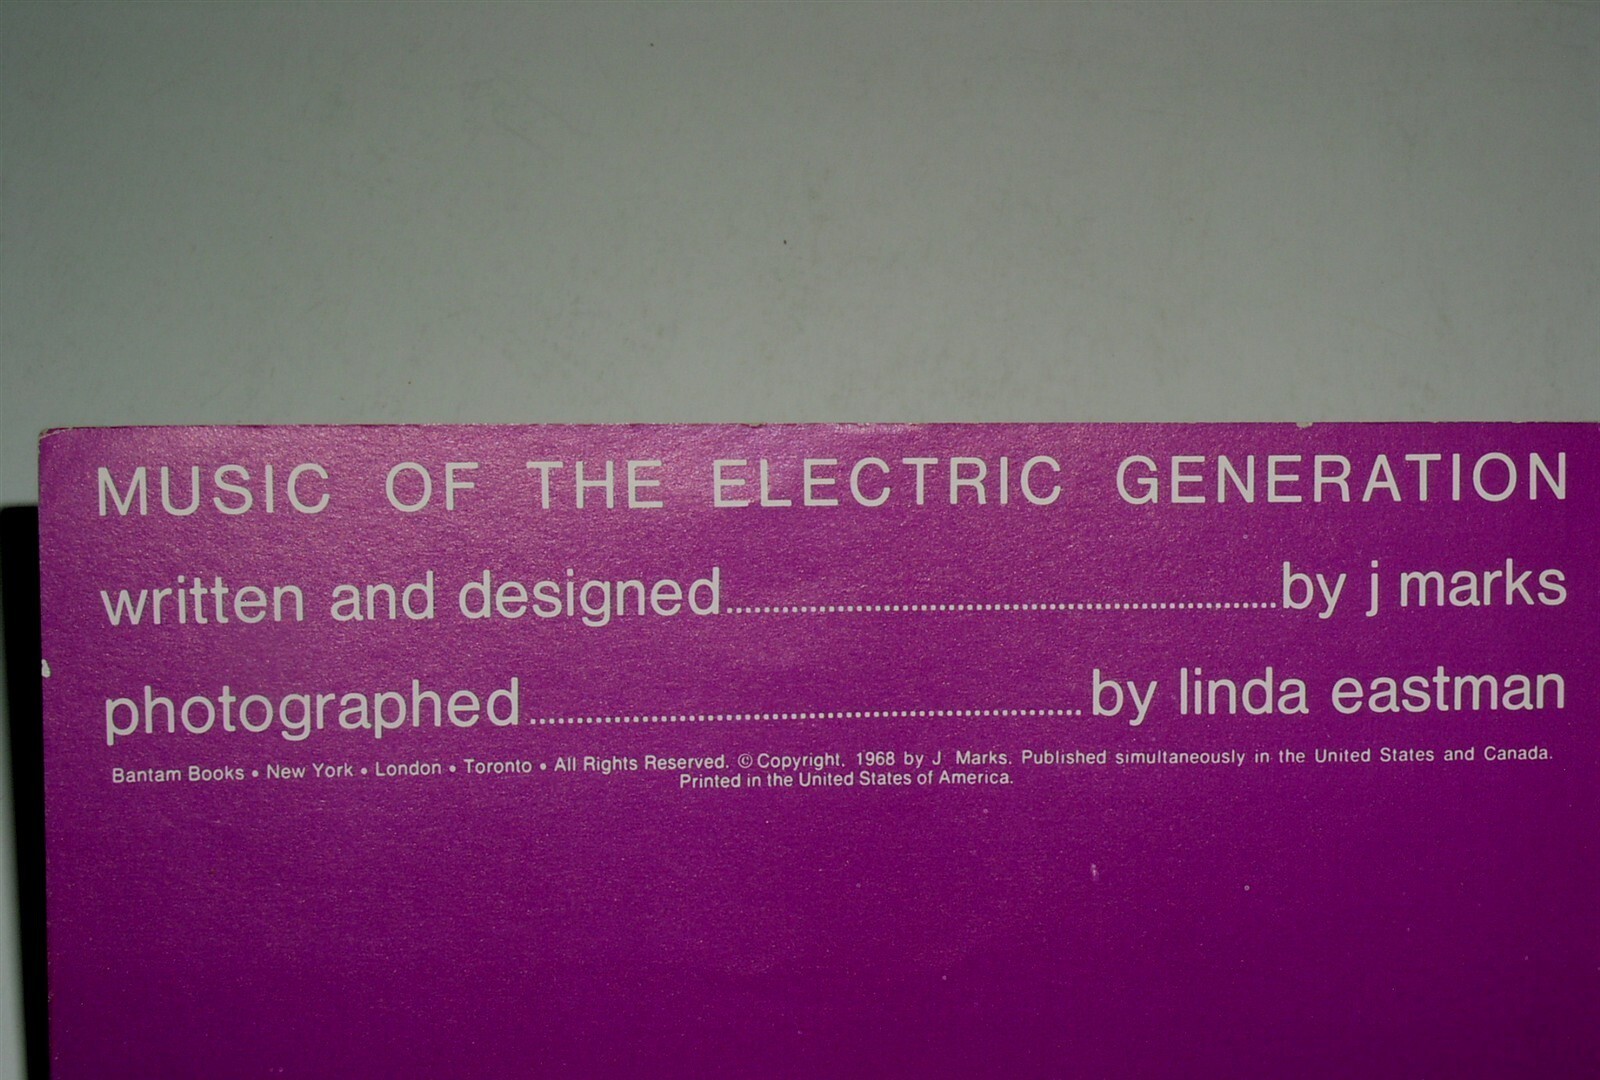 MUSIC OF THE ELECTRIC GENERATION
written and designed................................................................by j marks
photographed................................................................by linda eastman
Bantam Books • New York • London • Toronto • All Rights Reserved. © Copyright, 1968 by J Marks. Published simultaneously in the United States and Canada.
Printed in the United States of America.